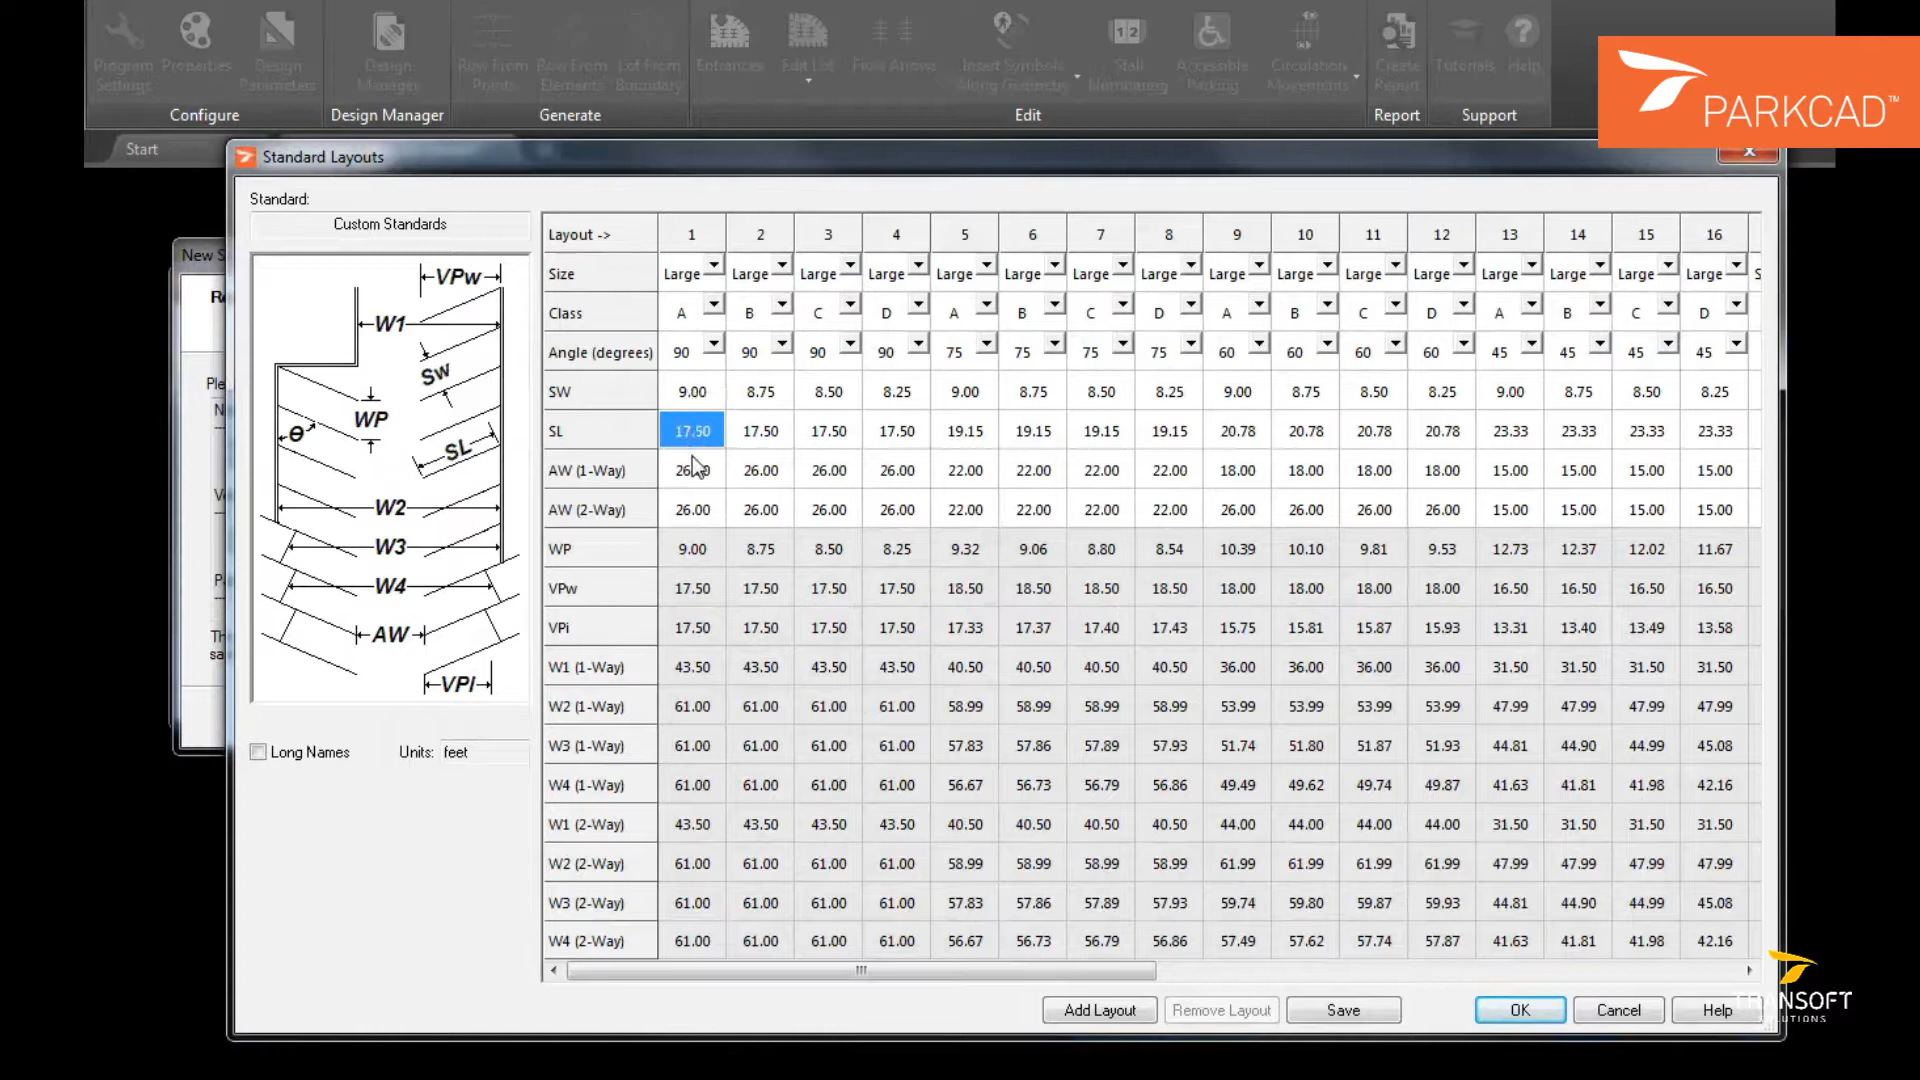 Program Settings
Properties
Design Parameters
Design Manager
Row From Points
Row From Elements
Lot From Boundary
Entrances
Edit List
Flow Arrows
Insert Symbols Along Geometry
Stall Numbering
Accessible Parking
Circulation Movements
Create Report
Tutorials
Help
Configure
Design Manager
Generate
Edit
Report
Support
PARKCAD™
Start
Standard Layouts
New S
Standard:
Custom Standards
VPw
W1
Sw
WP
Θ
SL
W2
W3
W4
AW
VPi
Long Names
Units: feet
Layout -> 1 2 3 4 5 6 7 8 9 10 11 12 13 14 15 16
Size Large Large Large Large Large Large Large Large Large Large Large Large Large Large Large Large S
Class A B C D A B C D A B C D A B C D
Angle (degrees) 90 90 90 90 75 75 75 75 60 60 60 60 45 45 45 45
SW 9.00 8.75 8.50 8.25 9.00 8.75 8.50 8.25 9.00 8.75 8.50 8.25 9.00 8.75 8.50 8.25
SL 17.50 17.50 17.50 17.50 19.15 19.15 19.15 19.15 20.78 20.78 20.78 20.78 23.33 23.33 23.33 23.33
AW (1-Way) 26.00 26.00 26.00 26.00 22.00 22.00 22.00 22.00 18.00 18.00 18.00 18.00 15.00 15.00 15.00 15.00
AW (2-Way) 26.00 26.00 26.00 26.00 22.00 22.00 22.00 22.00 26.00 26.00 26.00 26.00 15.00 15.00 15.00 15.00
WP 9.00 8.75 8.50 8.25 9.32 9.06 8.80 8.54 10.39 10.10 9.81 9.53 12.73 12.37 12.02 11.67
VPw 17.50 17.50 17.50 17.50 18.50 18.50 18.50 18.50 18.00 18.00 18.00 18.00 16.50 16.50 16.50 16.50
VPi 17.50 17.50 17.50 17.50 17.33 17.37 17.40 17.43 15.75 15.81 15.87 15.93 13.31 13.40 13.49 13.58
W1 (1-Way) 43.50 43.50 43.50 43.50 40.50 40.50 40.50 40.50 36.00 36.00 36.00 36.00 31.50 31.50 31.50 31.50
W2 (1-Way) 61.00 61.00 61.00 61.00 58.99 58.99 58.99 58.99 53.99 53.99 53.99 53.99 47.99 47.99 47.99 47.99
W3 (1-Way) 61.00 61.00 61.00 61.00 57.83 57.86 57.89 57.93 51.74 51.80 51.87 51.93 44.81 44.90 44.99 45.08
W4 (1-Way) 61.00 61.00 61.00 61.00 56.67 56.73 56.79 56.86 49.49 49.62 49.74 49.87 41.63 41.81 41.98 42.16
W1 (2-Way) 43.50 43.50 43.50 43.50 40.50 40.50 40.50 40.50 44.00 44.00 44.00 44.00 31.50 31.50 31.50 31.50
W2 (2-Way) 61.00 61.00 61.00 61.00 58.99 58.99 58.99 58.99 61.99 61.99 61.99 61.99 47.99 47.99 47.99 47.99
W3 (2-Way) 61.00 61.00 61.00 61.00 57.83 57.86 57.89 57.93 59.74 59.80 59.87 59.93 44.81 44.90 44.99 45.08
W4 (2-Way) 61.00 61.00 61.00 61.00 56.67 56.73 56.79 56.86 57.49 57.62 57.74 57.87 41.63 41.81 41.98 42.16
Add Layout
Remove Layout
Save
OK
Cancel
Help
TRANSOFT
SOLUTIONS